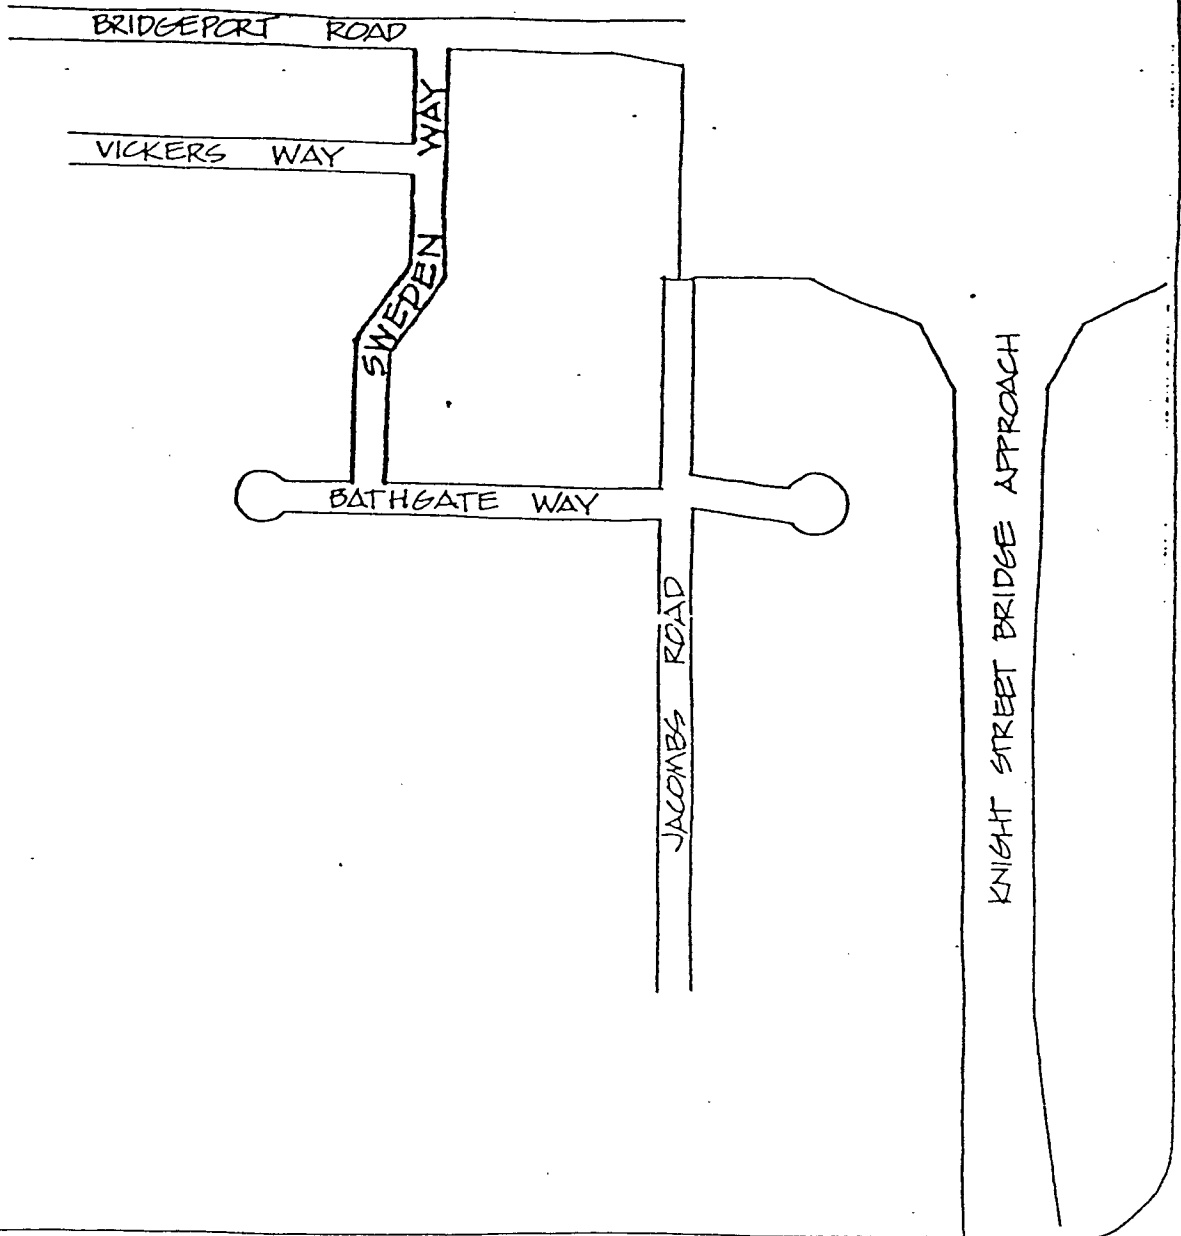 BRIDGEPORT ROAD
VICKERS WAY
SWEDEN WAY
BATHGATE WAY
JACOMBS ROAD
KNIGHT STREET BRIDGE APPROACH